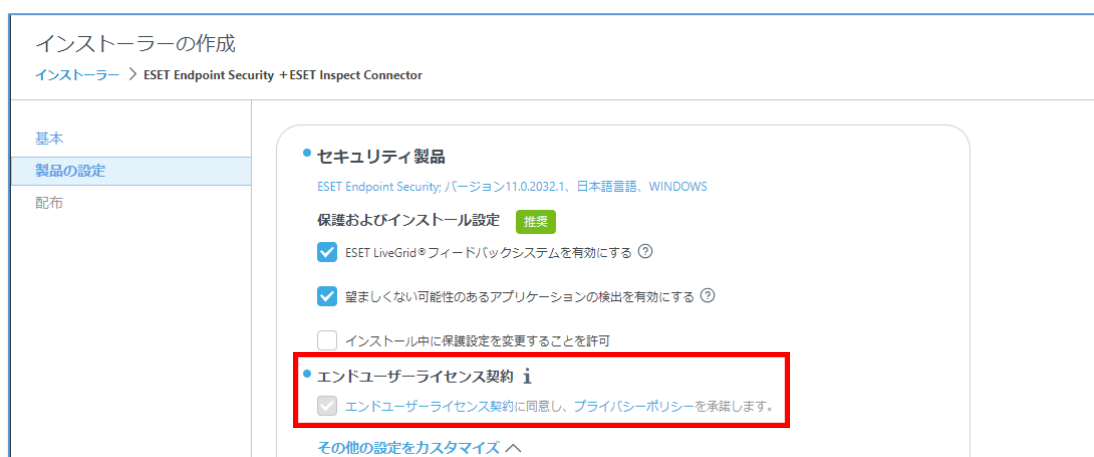 インストーラーの作成
インストーラー > ESET Endpoint Security + ESET Inspect Connector
基本
製品の設定
配布
セキュリティ製品
ESET Endpoint Security; バージョン11.0.2032.1、日本語言語、WINDOWS
保護およびインストール設定 推奨
ESET LiveGrid®フィードバックシステムを有効にする ?
望ましくない可能性のあるアプリケーションの検出を有効にする ?
インストール中に保護設定を変更することを許可
エンドユーザーライセンス契約 i
エンドユーザーライセンス契約に同意し、プライバシーポリシーを承諾します。
その他の設定をカスタマイズ